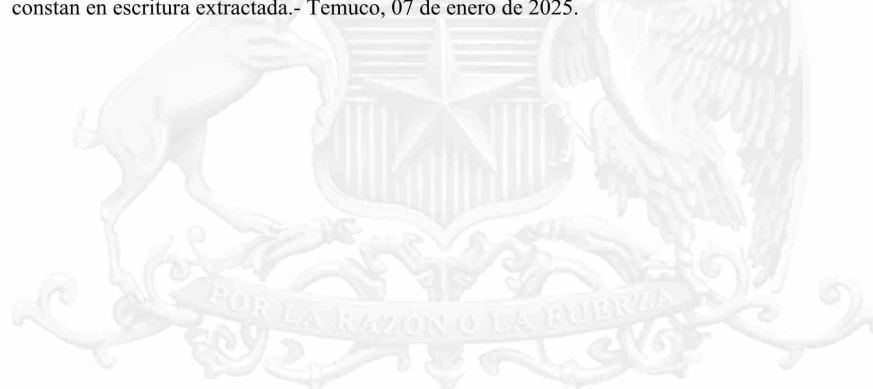 constan en escritura extractada.- Temuco, 07 de enero de 2025.
POR LA RAZON O LA FUERZA